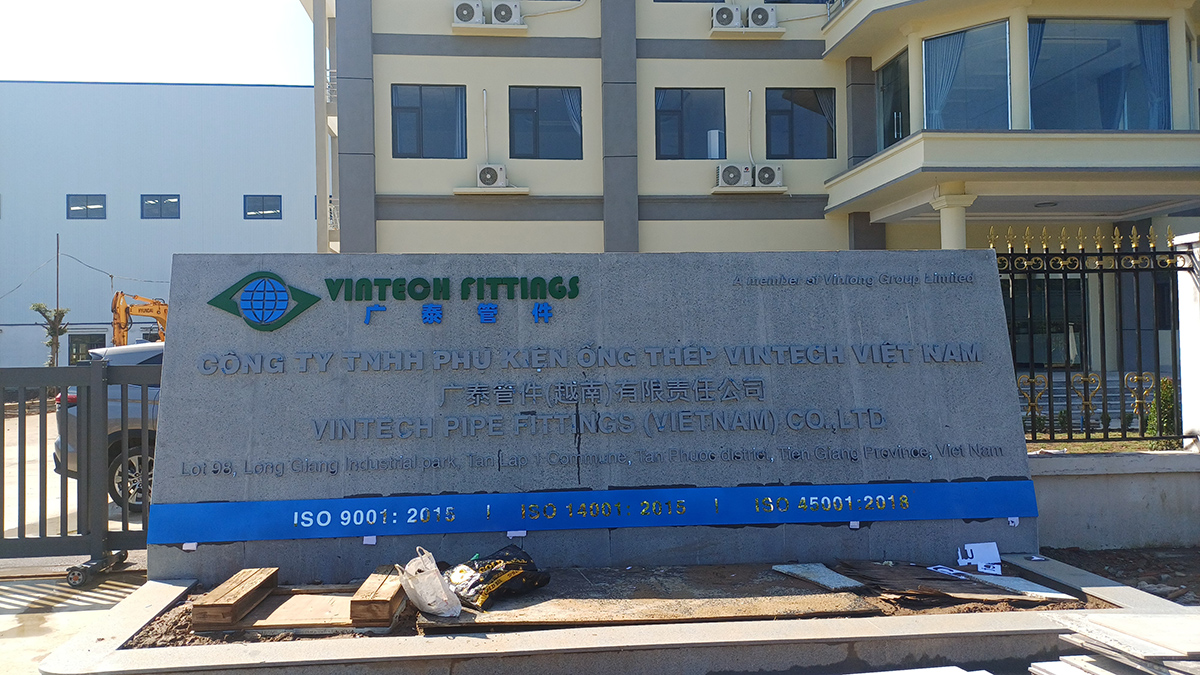 VINTECH FITTINGS
广泰管件
A member of Vinlong Group Limited
CÔNG TY TNHH PHỤ KIỆN ỐNG THÉP VINTECH VIỆT NAM
广泰管件(越南)有限责任公司
VINTECH PIPE FITTINGS (VIETNAM) CO.,LTD
Lot 98, Long Giang Industrial park, Tan Lap 1 Commune, Tan Phuoc district, Tien Giang Province, Viet Nam
ISO 9001: 2015 | ISO 14001: 2015 | ISO 45001:2018
HYUNDAI